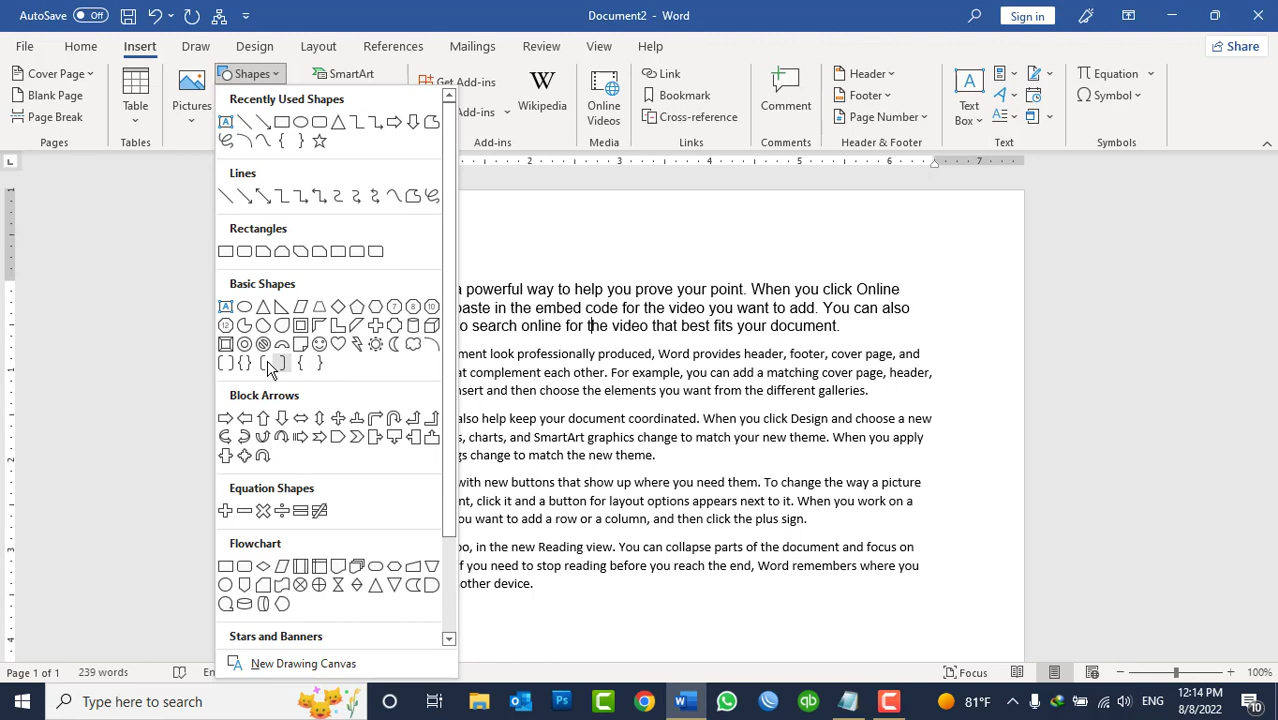 AutoSave Off Document2 - Word Sign in
File Home Insert Draw Design Layout References Mailings Review View Help Share
Cover Page Shapes SmartArt Link Header Equation
Get Add-ins
Blank Page Bookmark Footer Symbol
Table Pictures Wikipedia Online Videos Comment Text Box
Page Break Cross-reference Page Number
Pages Tables Add-ins Media Links Comments Header & Footer Text Symbols
Recently Used Shapes
Lines
Rectangles
Basic Shapes
Block Arrows
Equation Shapes
Flowchart
Stars and Banners
New Drawing Canvas
2 3 4 5 6 7
1
1
2
3
4
a powerful way to help you prove your point. When you click Online
paste in the embed code for the video you want to add. You can also
o search online for the video that best fits your document.
ment look professionally produced, Word provides header, footer, cover page, and
at complement each other. For example, you can add a matching cover page, header,
nsert and then choose the elements you want from the different galleries.
also help keep your document coordinated. When you click Design and choose a new
s, charts, and SmartArt graphics change to match your new theme. When you apply
gs change to match the new theme.
with new buttons that show up where you need them. To change the way a picture
nt, click it and a button for layout options appears next to it. When you work on a
you want to add a row or a column, and then click the plus sign.
oo, in the new Reading view. You can collapse parts of the document and focus on
f you need to stop reading before you reach the end, Word remembers where you
other device.
Page 1 of 1 239 words Focus 100%
Type here to search 81°F ENG 12:14 PM
8/8/2022 10